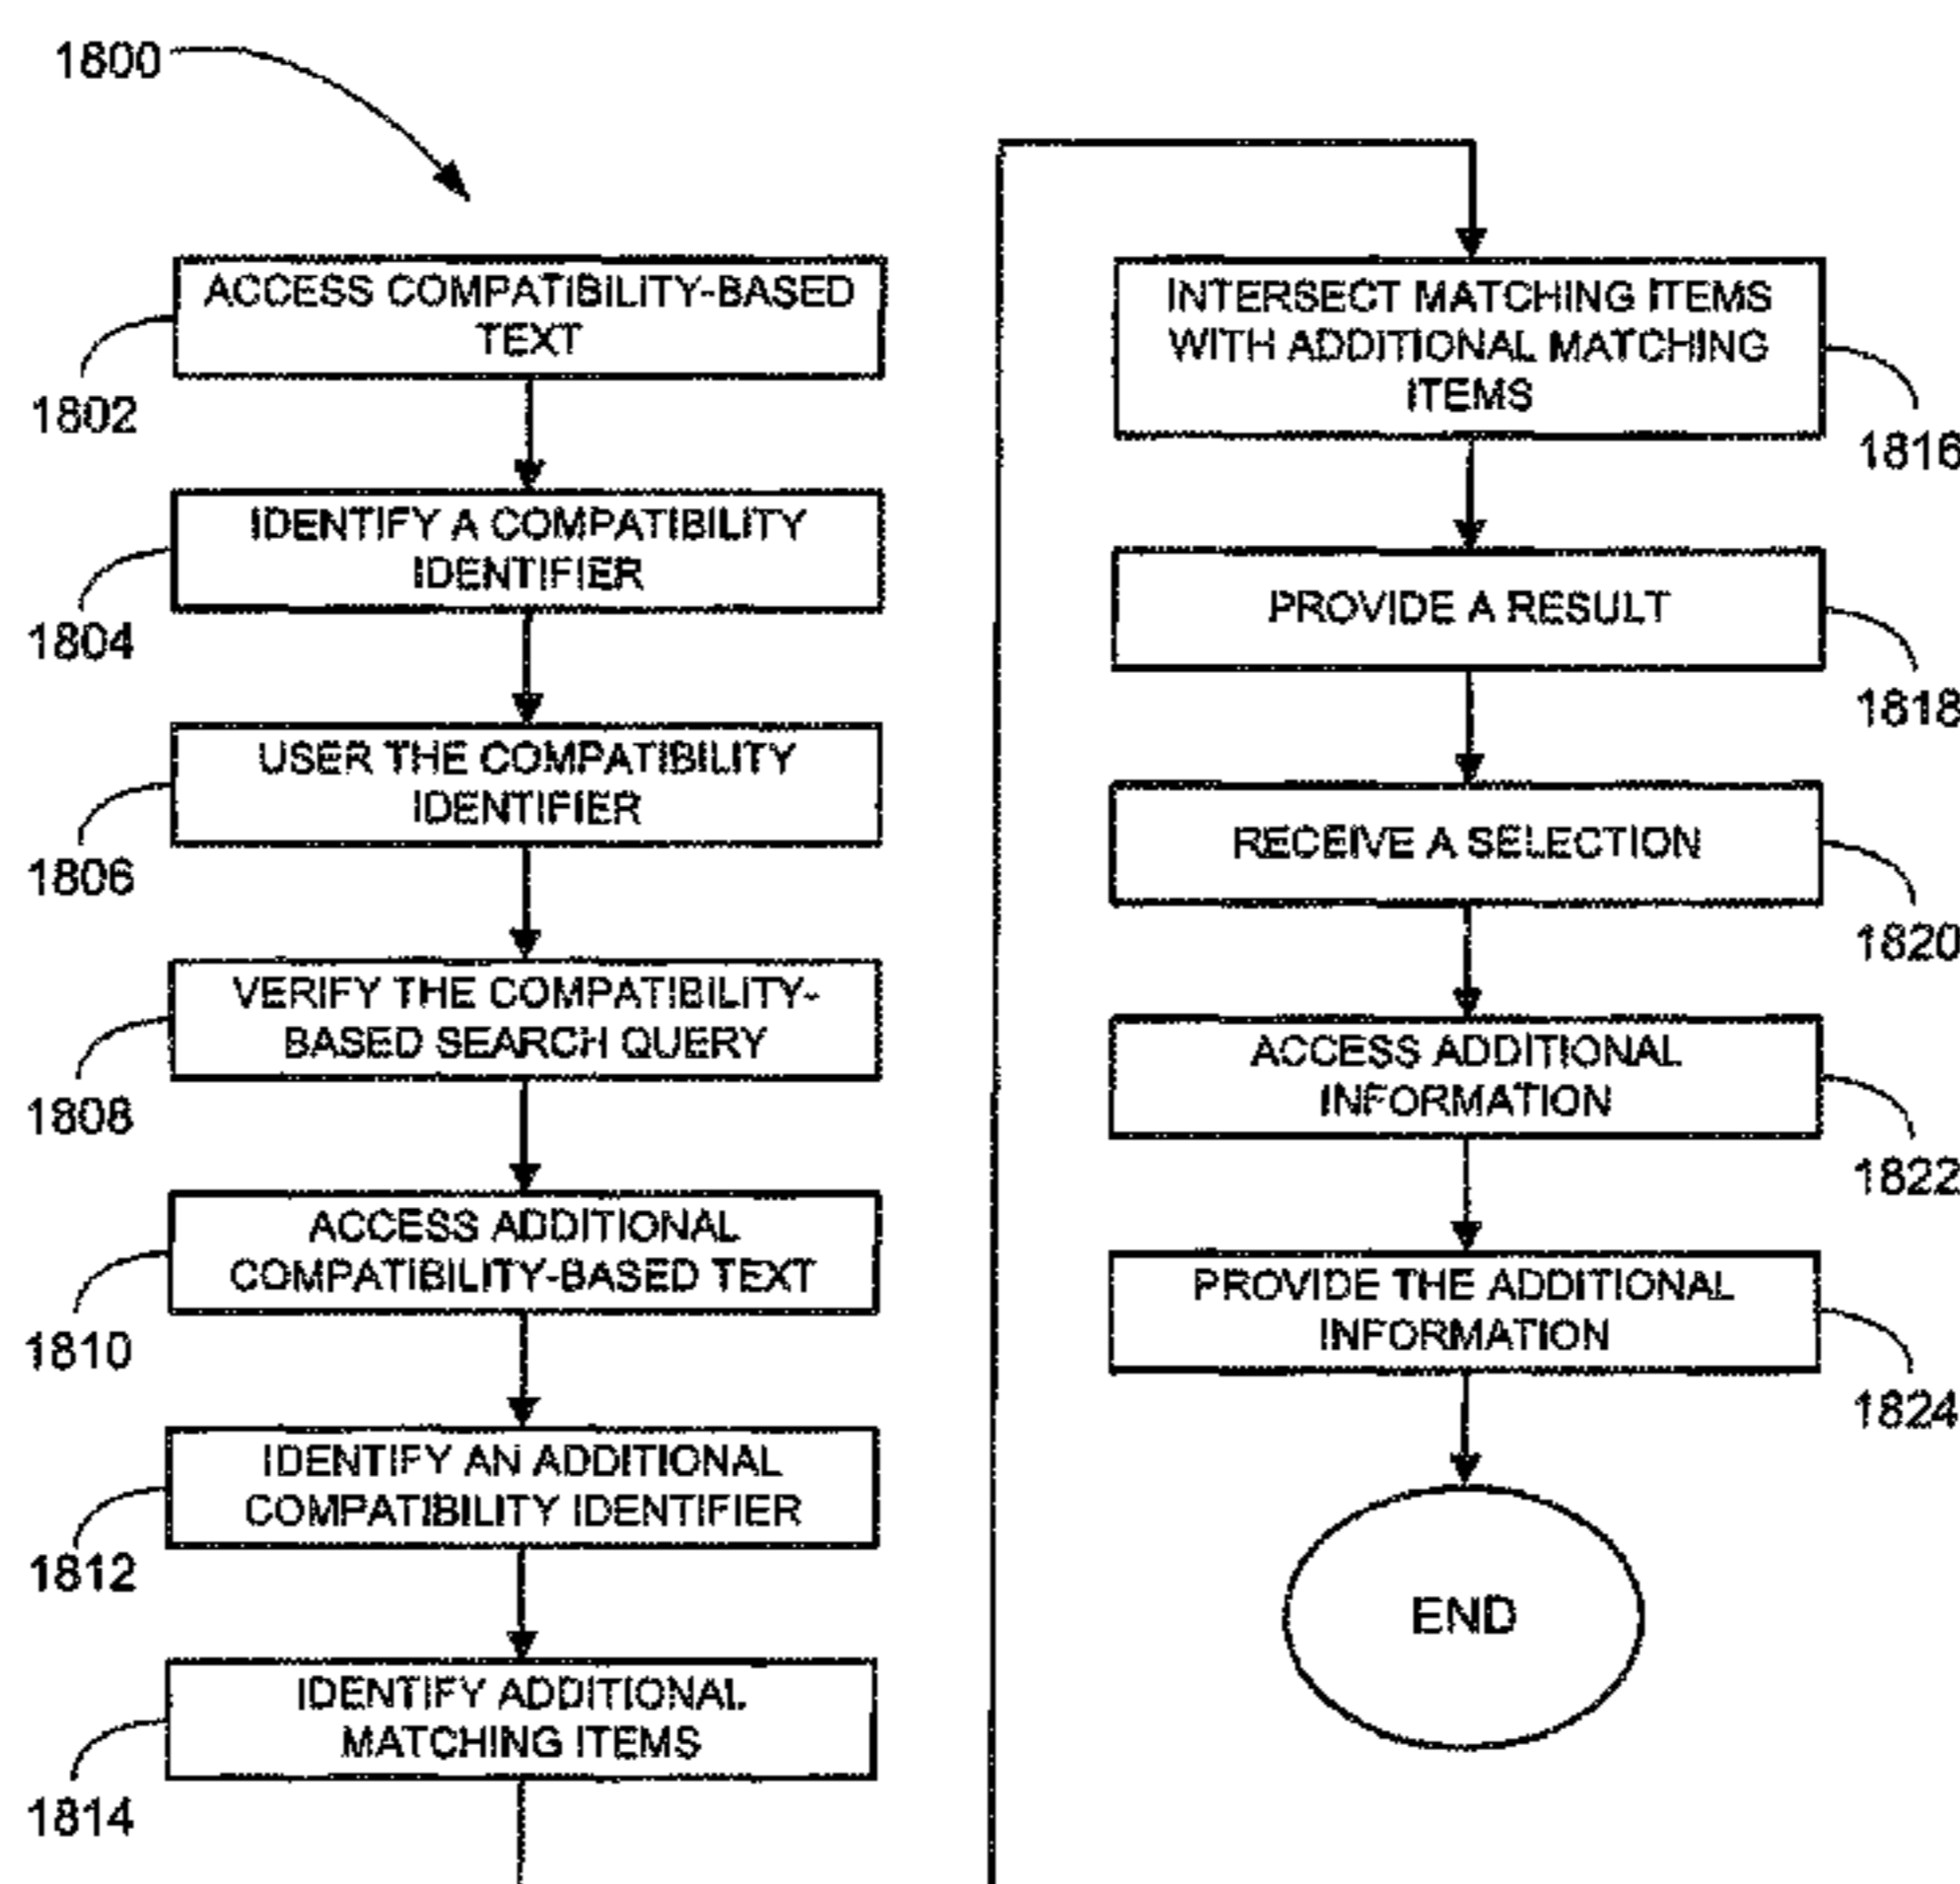 1800
ACCESS COMPATIBILITY-BASED
TEXT
1802
IDENTIFY A COMPATIBILITY
IDENTIFIER
1804
USER THE COMPATIBILITY
IDENTIFIER
1806
VERIFY THE COMPATIBILITY-
BASED SEARCH QUERY
1808
ACCESS ADDITIONAL
COMPATIBILITY-BASED TEXT
1810
IDENTIFY AN ADDITIONAL
COMPATIBILITY IDENTIFIER
1812
IDENTIFY ADDITIONAL
MATCHING ITEMS
1814
INTERSECT MATCHING ITEMS
WITH ADDITIONAL MATCHING
ITEMS
1816
PROVIDE A RESULT
1818
RECEIVE A SELECTION
1820
ACCESS ADDITIONAL
INFORMATION
1822
PROVIDE THE ADDITIONAL
INFORMATION
1824
END